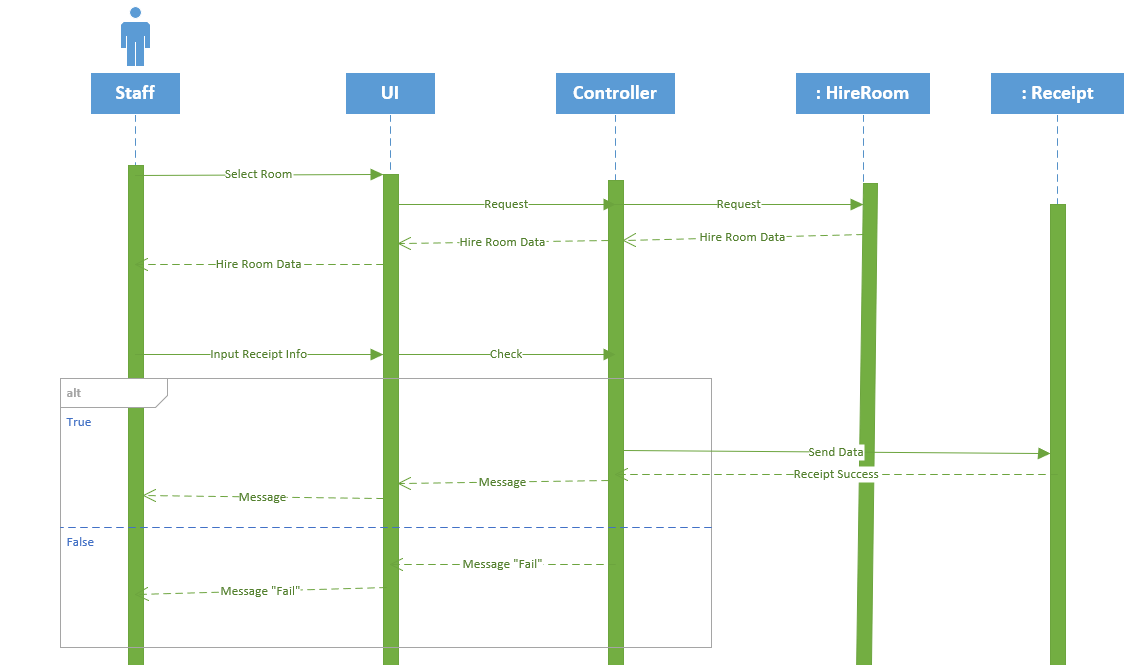 Staff
UI
Controller
: HireRoom
: Receipt
Select Room
Request
Request
Hire Room Data
Hire Room Data
Hire Room Data
Input Receipt Info
Check
alt
True
Send Data
Receipt Success
Message
Message
False
Message "Fail"
Message "Fail"